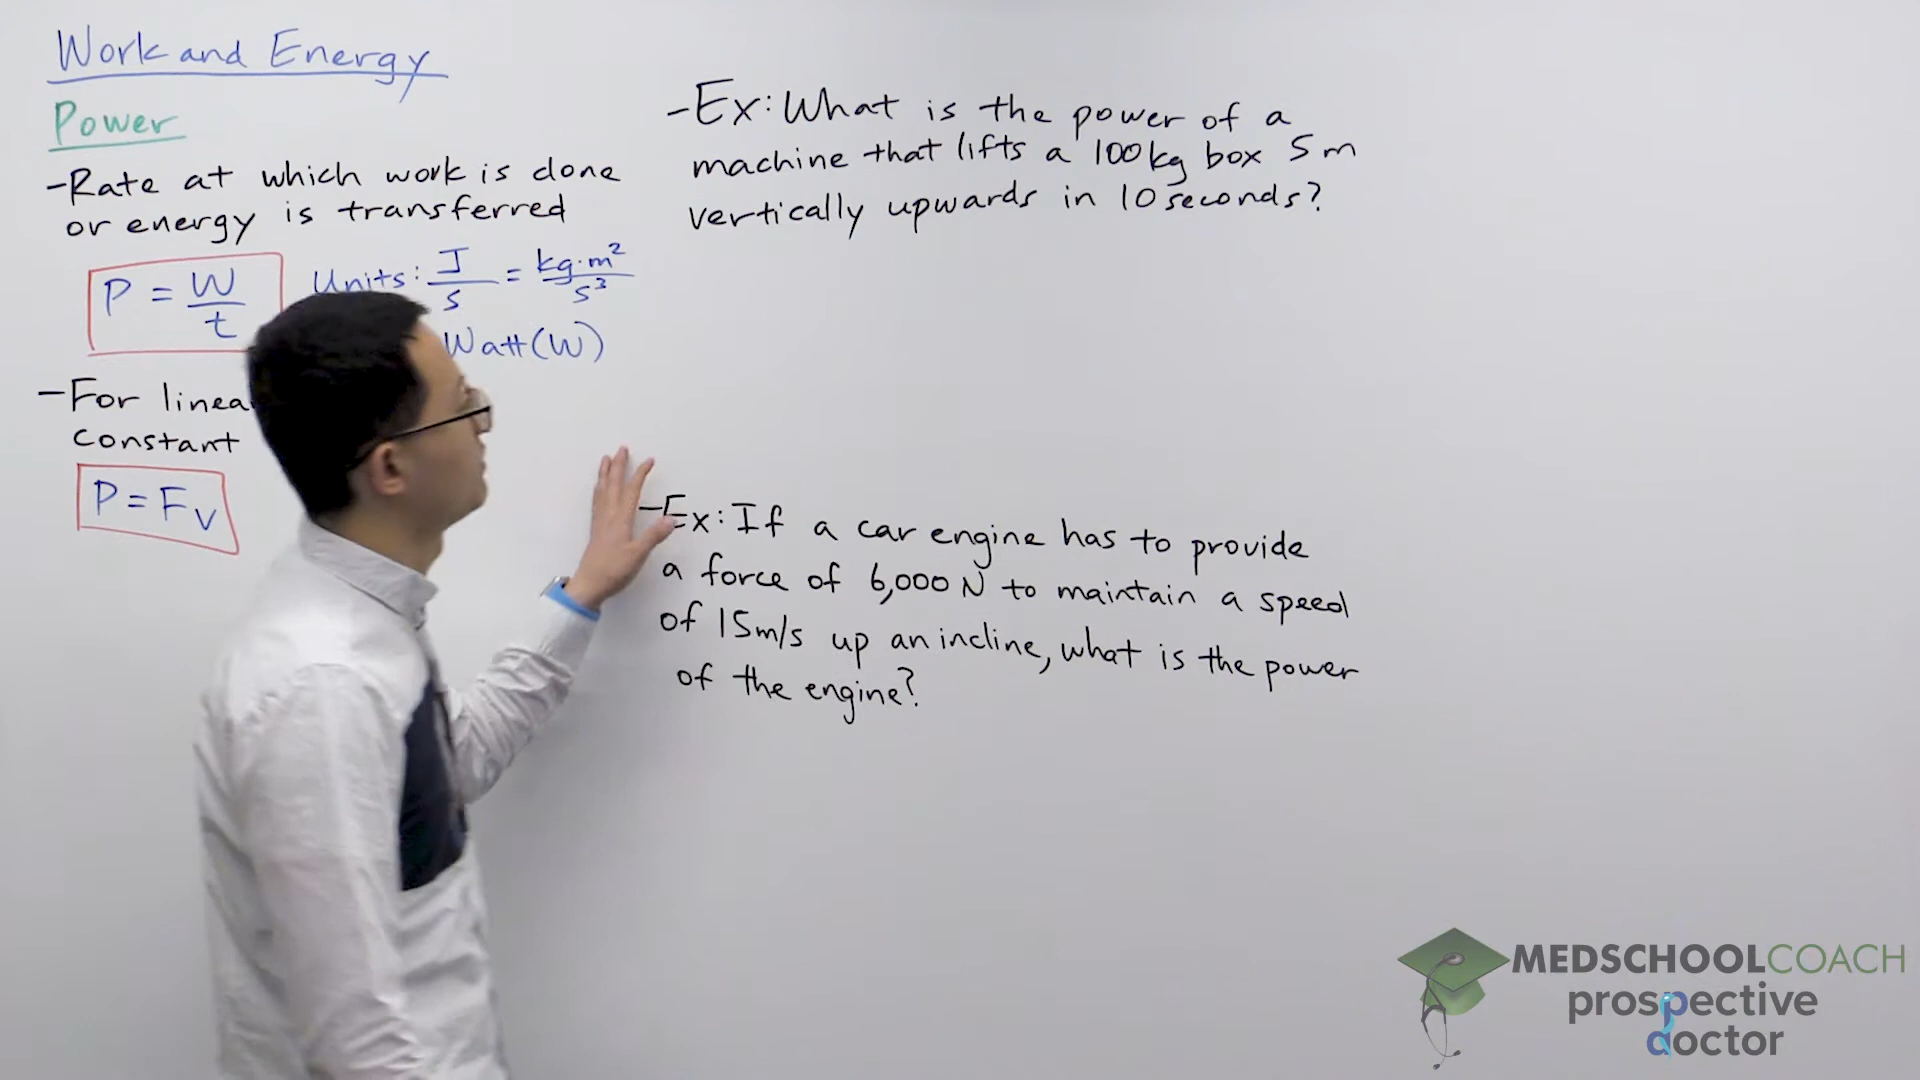 Work and Energy
Power
-Rate at which work is done
or energy is transferred
P = W/t
Units: J/s = kg·m²/s³
Watt (W)
-For linea
constant
P = Fv
-Ex: What is the power of a
machine that lifts a 100kg box 5m
vertically upwards in 10 seconds?
-Ex: If a car engine has to provide
a force of 6,000 N to maintain a speed
of 15m/s up an incline, what is the power
of the engine?
MEDSCHOOLCOACH
prospective
doctor